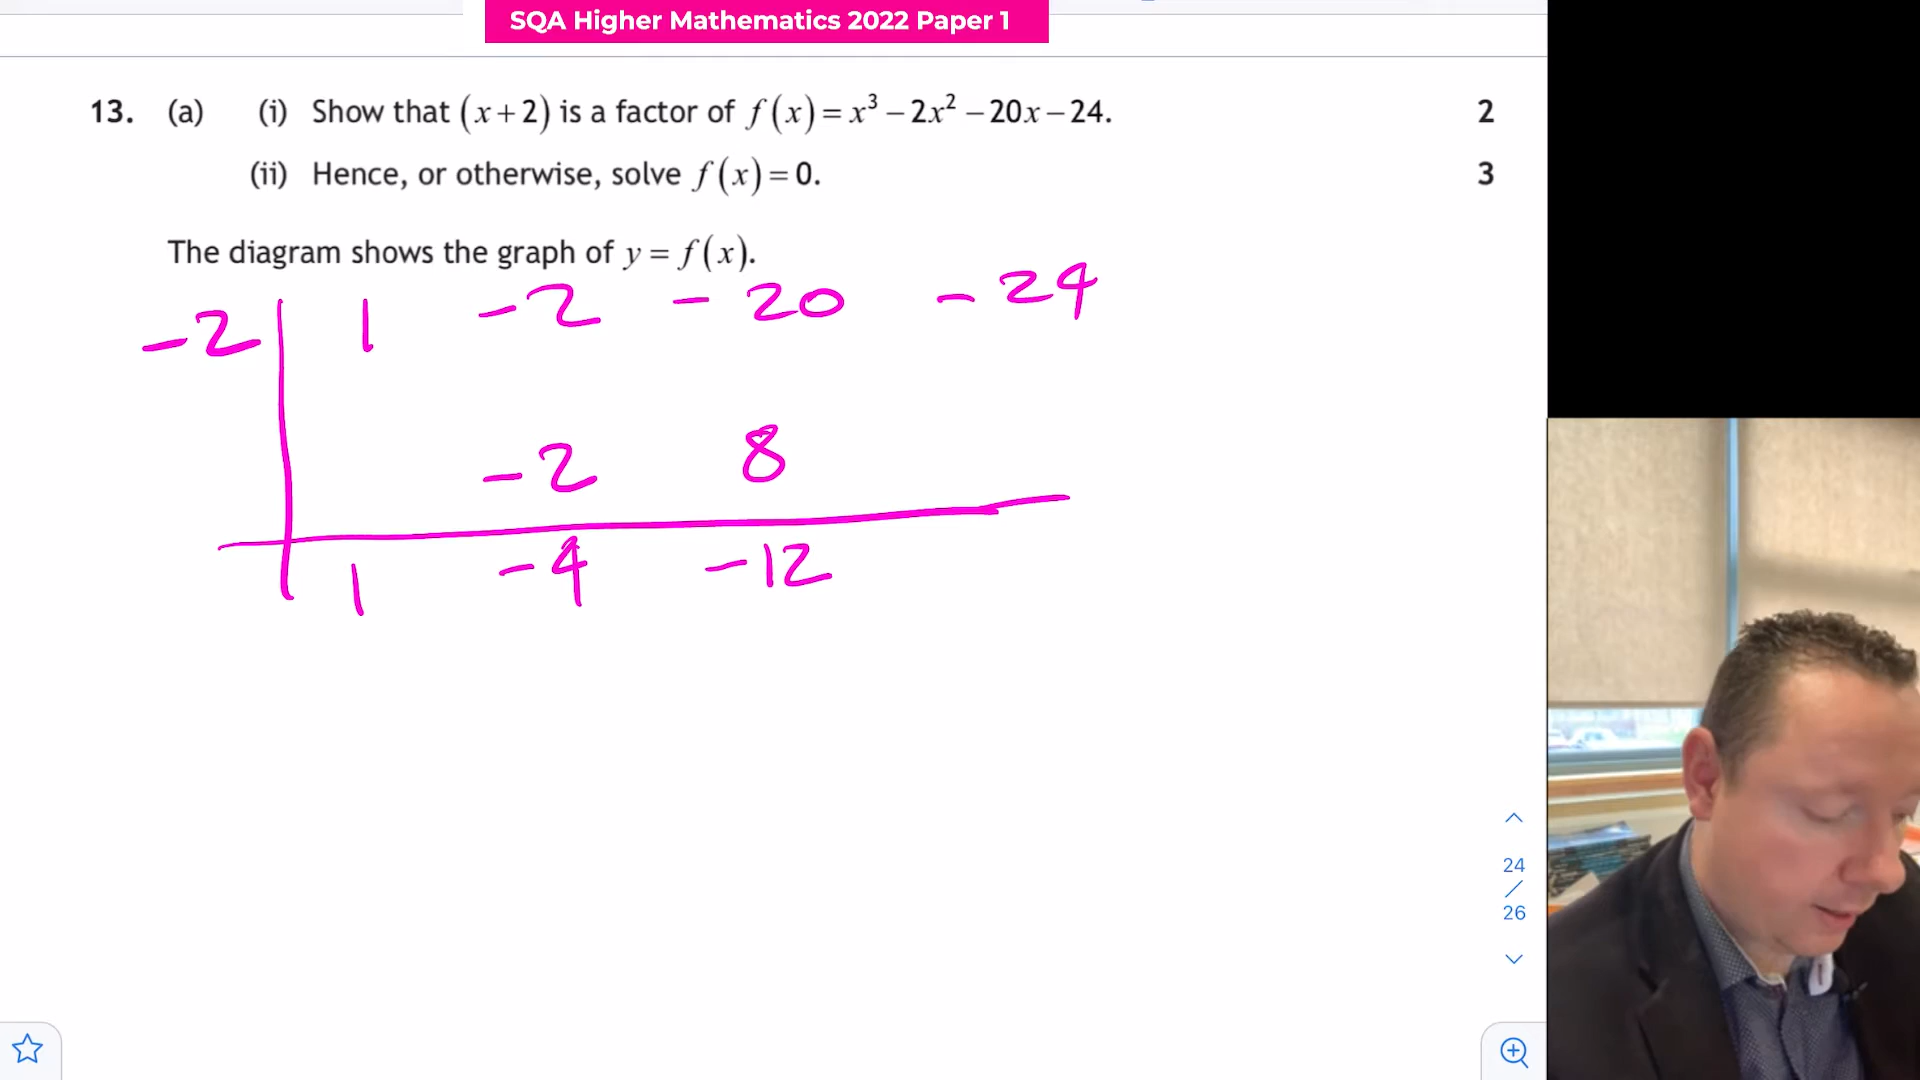 SQA Higher Mathematics 2022 Paper 1
13. (a) (i) Show that (x+2) is a factor of f(x)=x³−2x²−20x−24. 2
(ii) Hence, or otherwise, solve f(x)=0. 3
The diagram shows the graph of y=f(x).
-2 1 -2 -20 -24
-2 8
1 -4 -12
24
/
26